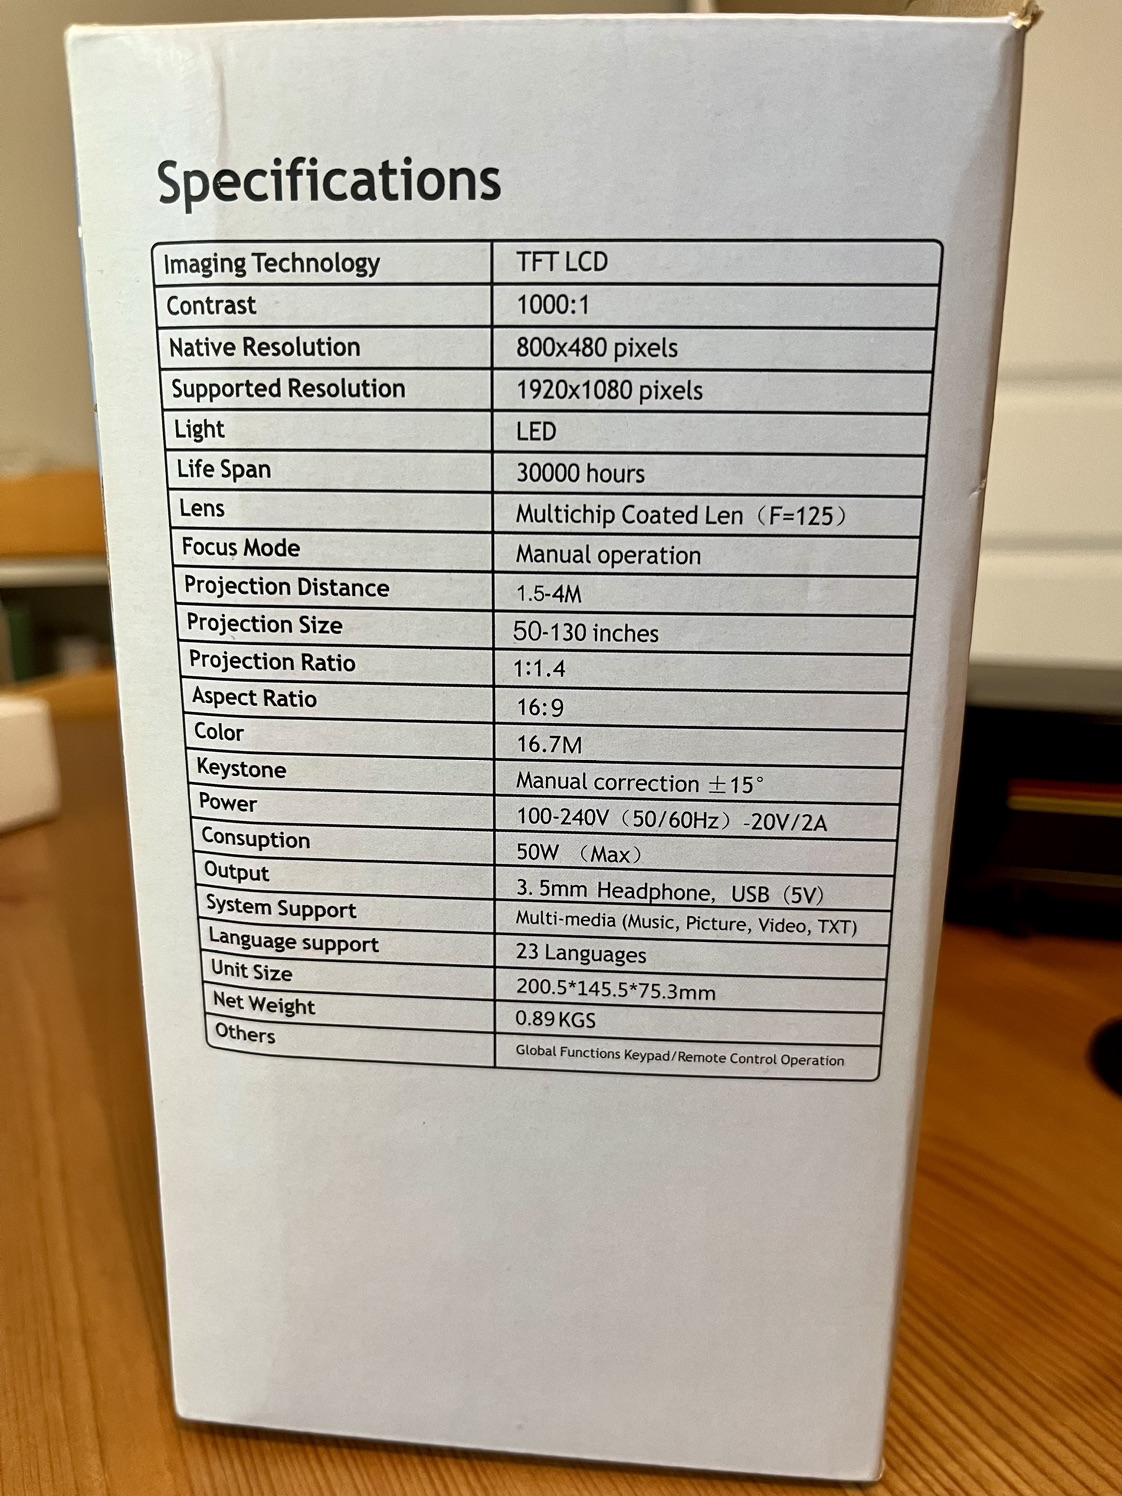 Specifications
Imaging Technology TFT LCD
Contrast 1000:1
Native Resolution 800x480 pixels
Supported Resolution 1920x1080 pixels
Light LED
Life Span 30000 hours
Lens Multichip Coated Len（F=125）
Focus Mode Manual operation
Projection Distance 1.5-4M
Projection Size 50-130 inches
Projection Ratio 1:1.4
Aspect Ratio 16:9
Color 16.7M
Keystone Manual correction ±15°
Power 100-240V（50/60Hz）-20V/2A
Consuption 50W （Max）
Output 3. 5mm Headphone, USB（5V）
System Support Multi-media (Music, Picture, Video, TXT)
Language support 23 Languages
Unit Size 200.5*145.5*75.3mm
Net Weight 0.89KGS
Others Global Functions Keypad/Remote Control Operation